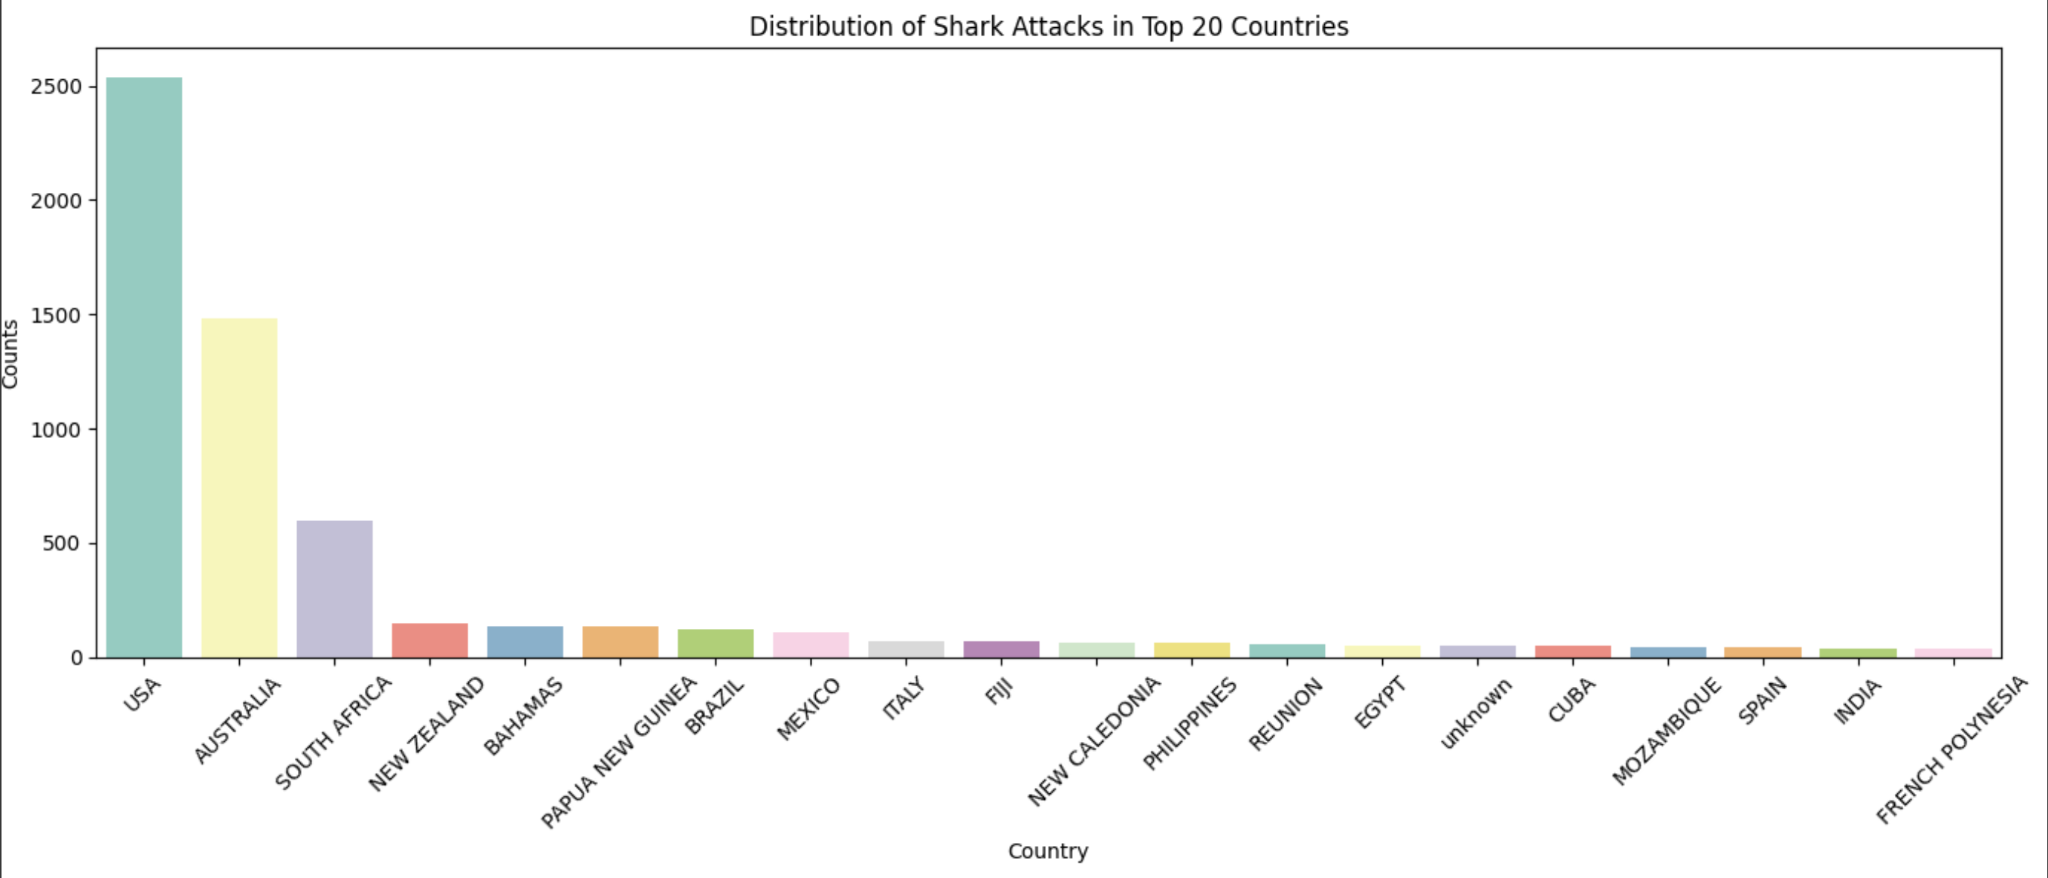 Distribution of Shark Attacks in Top 20 Countries
2500
2000
1500
1000
500
0
Counts
USA
AUSTRALIA
SOUTH AFRICA
NEW ZEALAND
BAHAMAS
PAPUA NEW GUINEA
BRAZIL
MEXICO
ITALY
FIJI
NEW CALEDONIA
PHILIPPINES
REUNION
EGYPT
unknown
CUBA
MOZAMBIQUE
SPAIN
INDIA
FRENCH POLYNESIA
Country